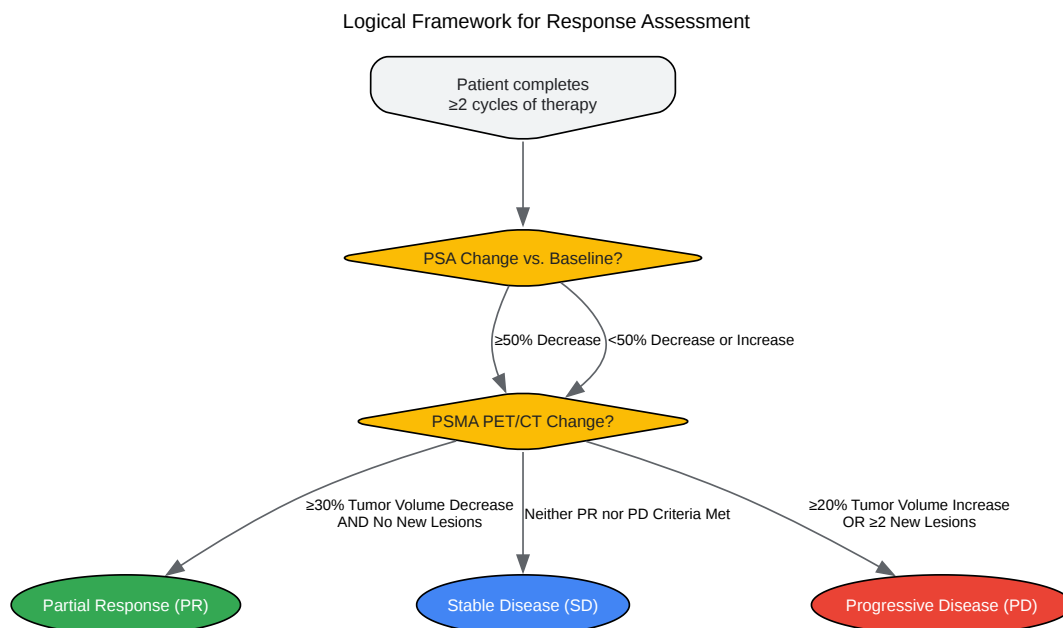 Logical Framework for Response Assessment
Patient completes
≥2 cycles of therapy
PSA Change vs. Baseline?
≥50% Decrease
<50% Decrease or Increase
PSMA PET/CT Change?
≥30% Tumor Volume Decrease
AND No New Lesions
Neither PR nor PD Criteria Met
≥20% Tumor Volume Increase
OR ≥2 New Lesions
Partial Response (PR)
Stable Disease (SD)
Progressive Disease (PD)